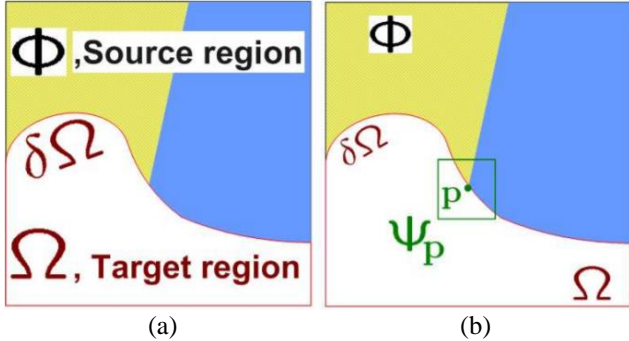 Φ ,Source region
δΩ
Ω, Target region
(a)
Φ
δΩ
p
Ψp
Ω
(b)